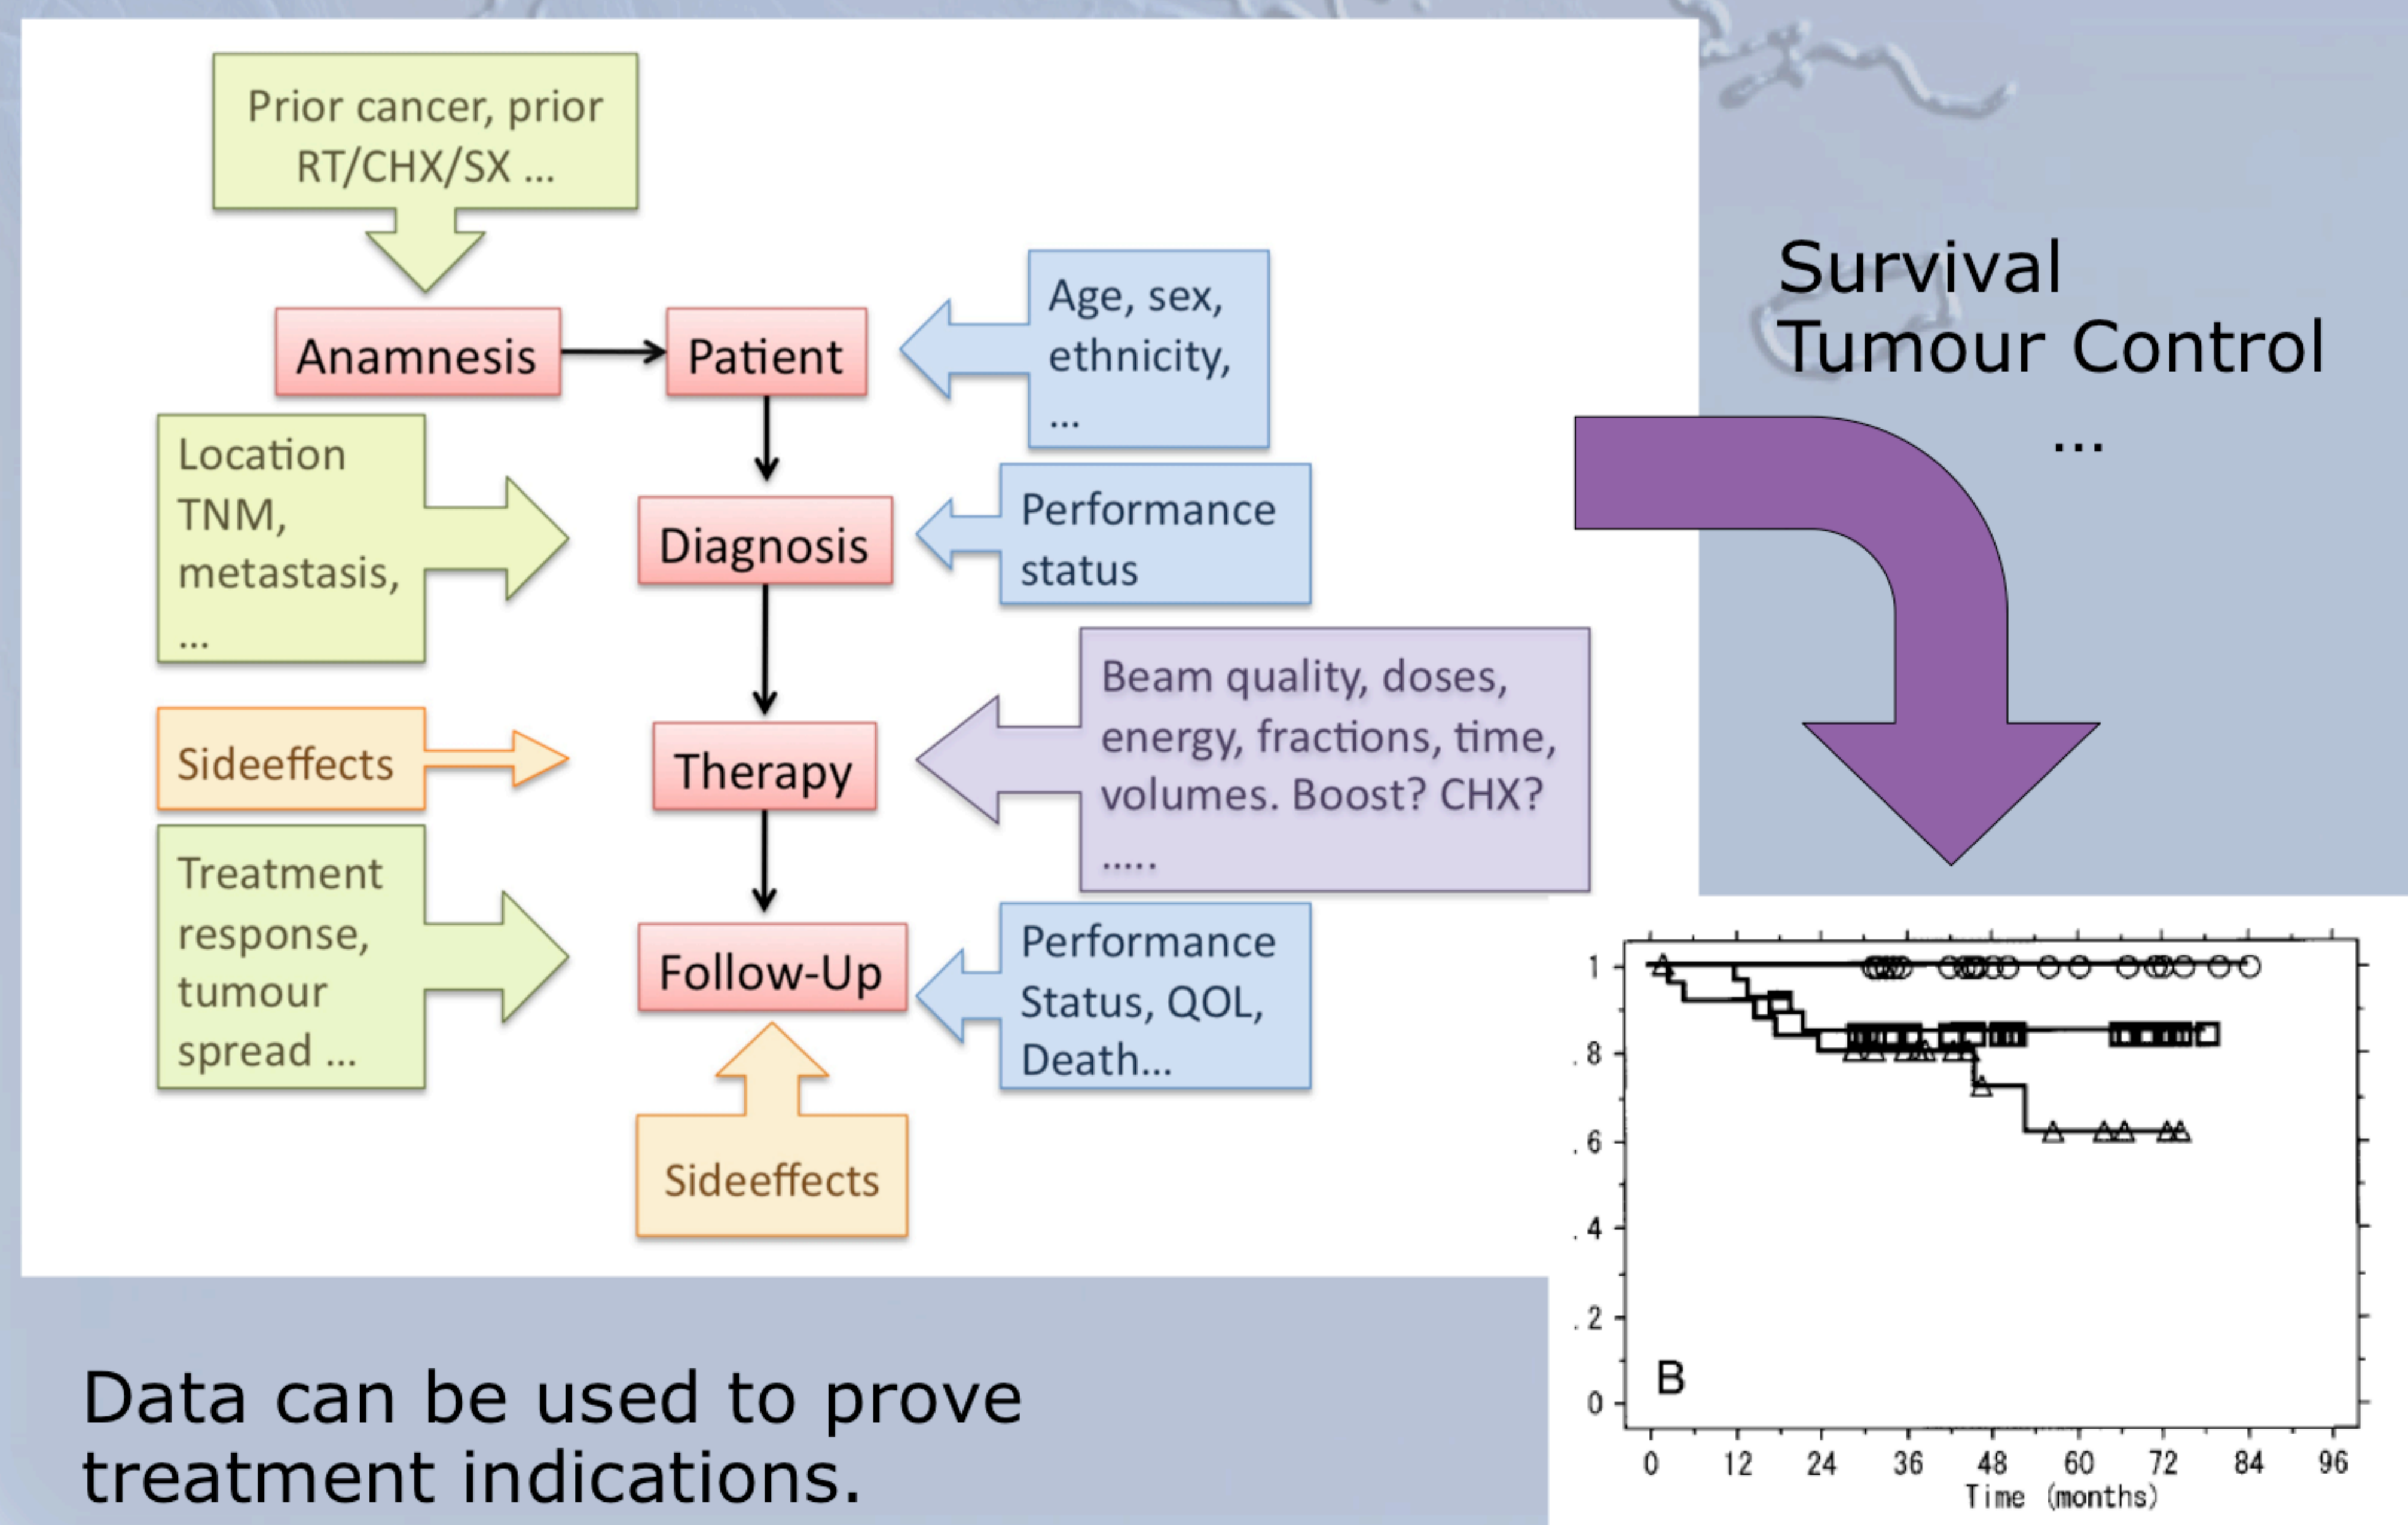 Prior cancer, prior
RT/CHX/SX ...
Anamnesis
Patient
Age, sex,
ethnicity,
...
Location
TNM,
metastasis,
...
Diagnosis
Performance
status
Sideeffects
Therapy
Beam quality, doses,
energy, fractions, time,
volumes. Boost? CHX?
.....
Treatment
response,
tumour
spread ...
Follow-Up
Performance
Status, QOL,
Death...
Sideeffects
Survival
Tumour Control
...
1
.8
.6
.4
.2
0
B
0 12 24 36 48 60 72 84 96
Time (months)
Data can be used to prove
treatment indications.